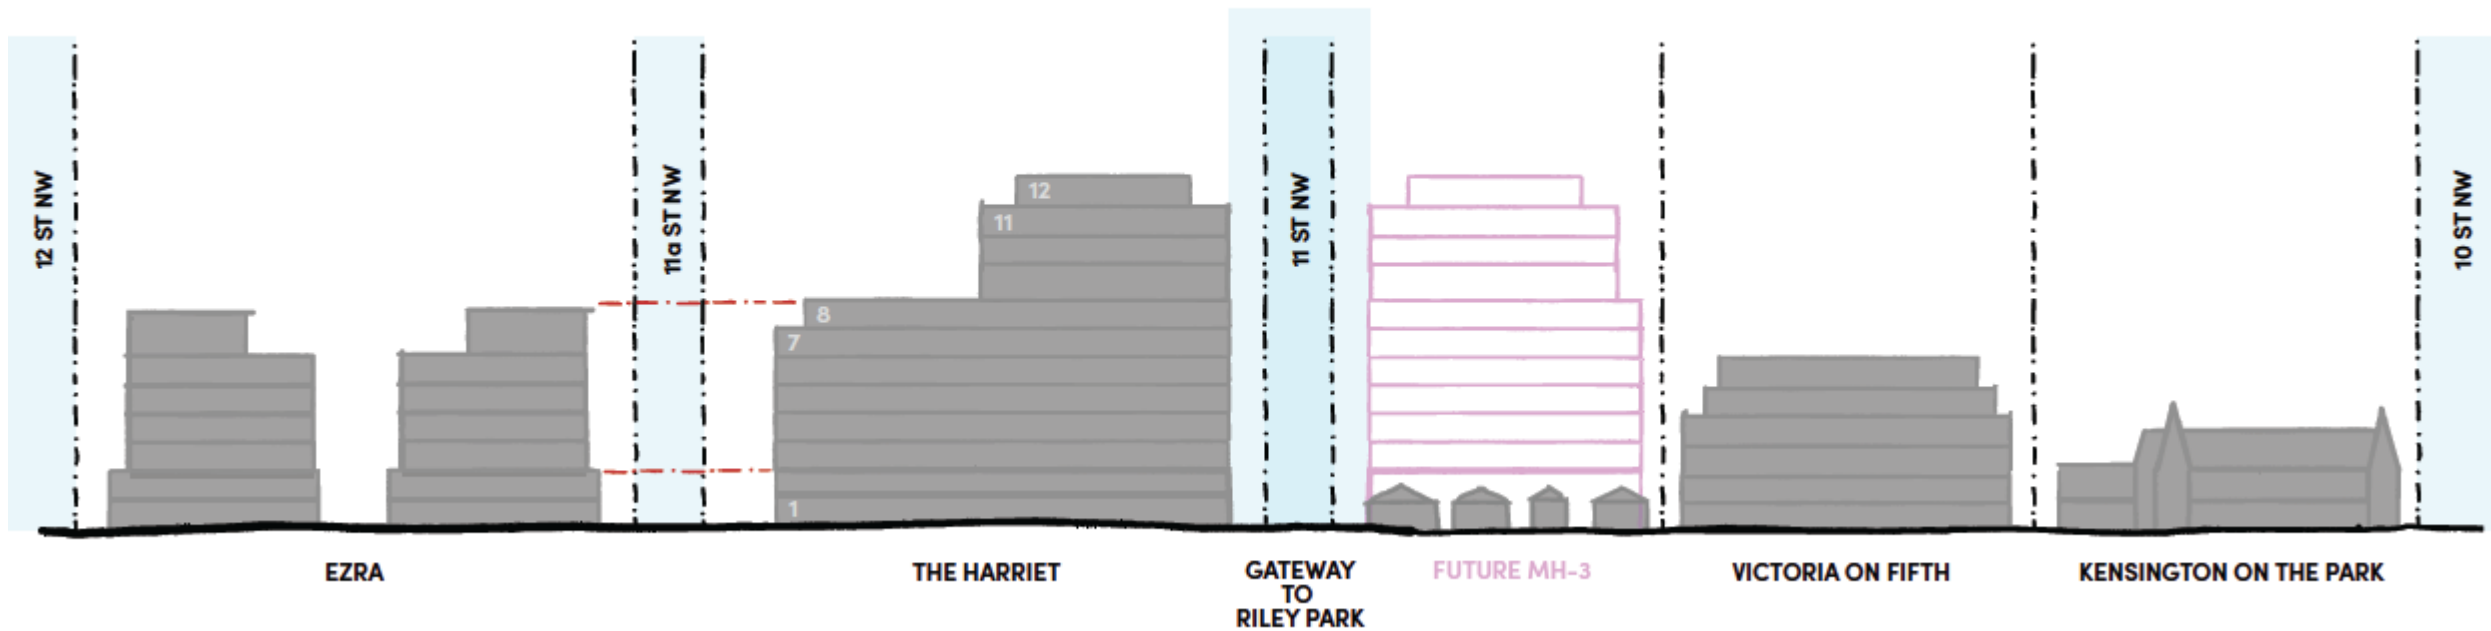 12 ST NW
11a ST NW
12
11
8
7
1
11 ST NW
10 ST NW
EZRA
THE HARRIET
GATEWAY
TO
RILEY PARK
FUTURE MH-3
VICTORIA ON FIFTH
KENSINGTON ON THE PARK